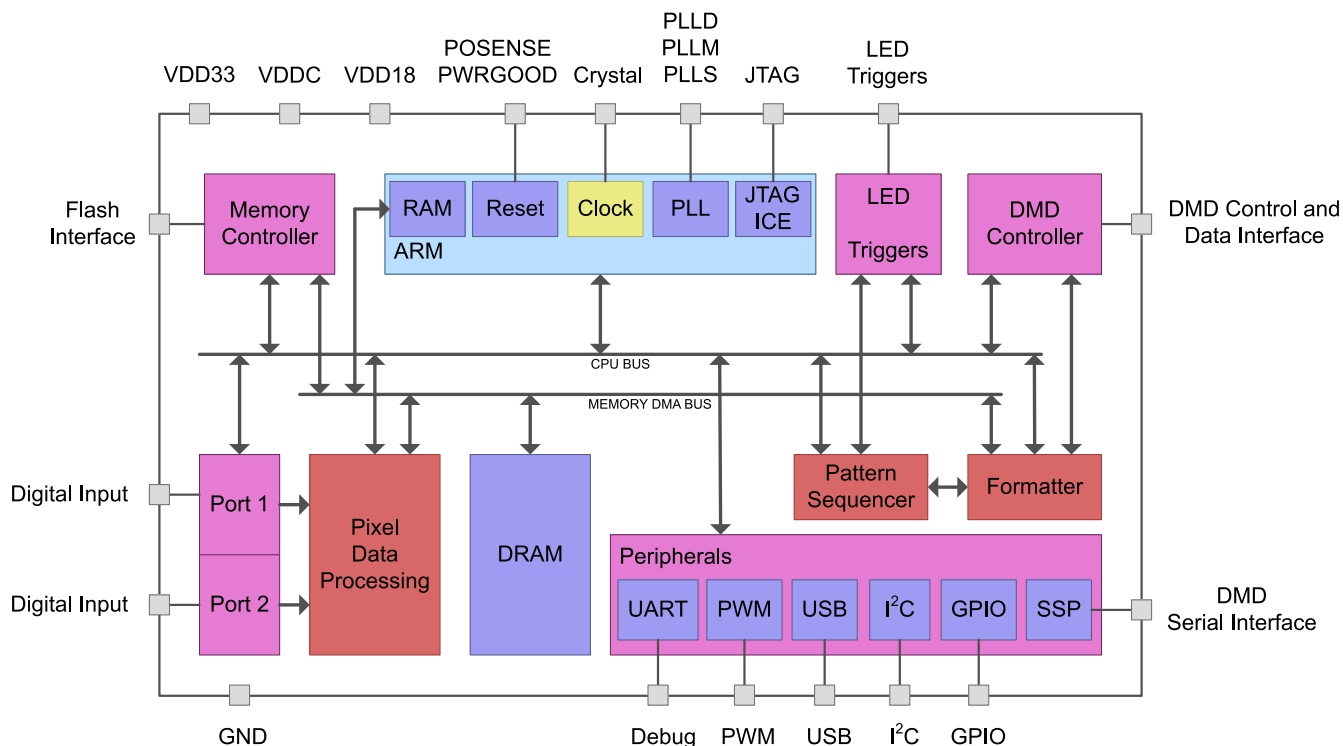 PLLD
PLLM
PLLS
POSENSE
PWRGOOD
LED
Triggers
VDD33
VDDC
VDD18
Crystal
JTAG
Flash
Interface
Memory
Controller
RAM
Reset
Clock
PLL
JTAG
ICE
ARM
LED
Triggers
DMD
Controller
DMD Control and
Data Interface
CPU BUS
MEMORY DMA BUS
Digital Input
Port 1
Digital Input
Port 2
Pixel
Data
Processing
DRAM
Pattern
Sequencer
Formatter
Peripherals
UART
PWM
USB
I²C
GPIO
SSP
DMD
Serial Interface
GND
Debug
PWM
USB
I²C
GPIO